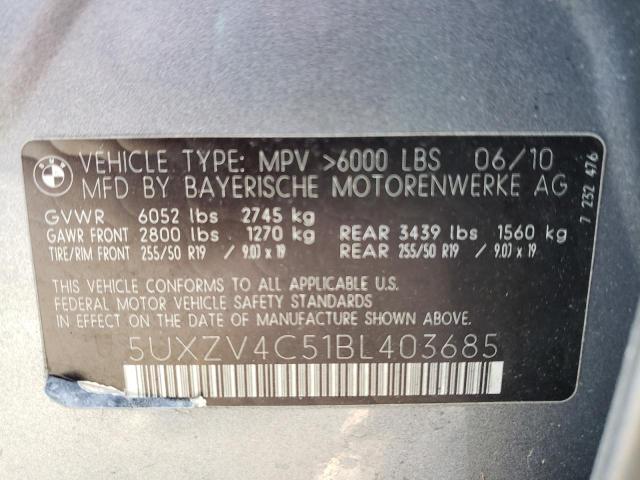 BMW
VEHICLE TYPE: MPV >6000 LBS 06/10
MFD BY BAYERISCHE MOTORENWERKE AG
GVWR 6052 lbs 2745 kg
GAWR FRONT 2800 lbs 1270 kg REAR 3439 lbs 1560 kg
TIRE/RIM FRONT 255/50 R19 / 9.0J x 19 REAR 255/50 R19 / 9.0J x 19
THIS VEHICLE CONFORMS TO ALL APPLICABLE U.S.
FEDERAL MOTOR VEHICLE SAFETY STANDARDS
IN EFFECT ON THE DATE OF MANUFACTURE SHOWN ABOVE.
5UXZV4C51BL403685
7 252 476